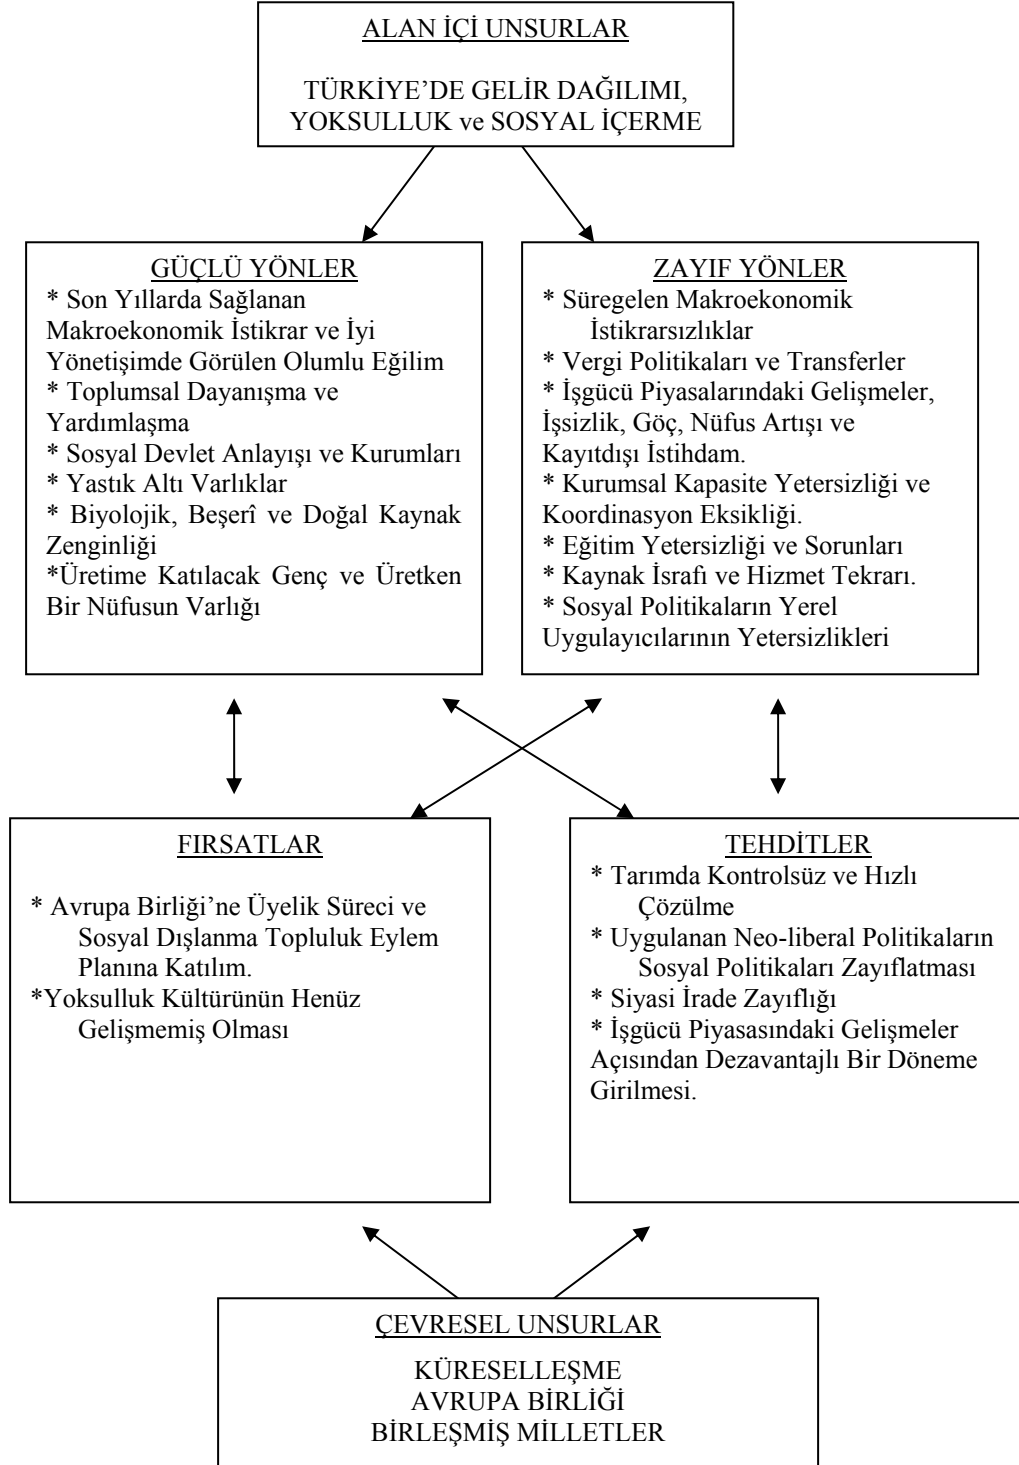 ALAN İÇİ UNSURLAR
TÜRKİYE’DE GELİR DAĞILIMI,
YOKSULLUK ve SOSYAL İÇERME
GÜÇLÜ YÖNLER
* Son Yıllarda Sağlanan
Makroekonomik İstikrar ve İyi
Yönetişimde Görülen Olumlu Eğilim
* Toplumsal Dayanışma ve
Yardımlaşma
* Sosyal Devlet Anlayışı ve Kurumları
* Yastık Altı Varlıklar
* Biyolojik, Beşerî ve Doğal Kaynak
Zenginliği
*Üretime Katılacak Genç ve Üretken
Bir Nüfusun Varlığı
ZAYIF YÖNLER
* Süregelen Makroekonomik
İstikrarsızlıklar
* Vergi Politikaları ve Transferler
* İşgücü Piyasalarındaki Gelişmeler,
İşsizlik, Göç, Nüfus Artışı ve
Kayıtdışı İstihdam.
* Kurumsal Kapasite Yetersizliği ve
Koordinasyon Eksikliği.
* Eğitim Yetersizliği ve Sorunları
* Kaynak İsrafı ve Hizmet Tekrarı.
* Sosyal Politikaların Yerel
Uygulayıcılarının Yetersizlikleri
FIRSATLAR
* Avrupa Birliği’ne Üyelik Süreci ve
Sosyal Dışlanma Topluluk Eylem
Planına Katılım.
*Yoksulluk Kültürünün Henüz
Gelişmemiş Olması
TEHDİTLER
* Tarımda Kontrolsüz ve Hızlı
Çözülme
* Uygulanan Neo-liberal Politikaların
Sosyal Politikaları Zayıflatması
* Siyasi İrade Zayıflığı
* İşgücü Piyasasındaki Gelişmeler
Açısından Dezavantajlı Bir Döneme
Girilmesi.
ÇEVRESEL UNSURLAR
KÜRESELLEŞME
AVRUPA BİRLİĞİ
BİRLEŞMİŞ MİLLETLER